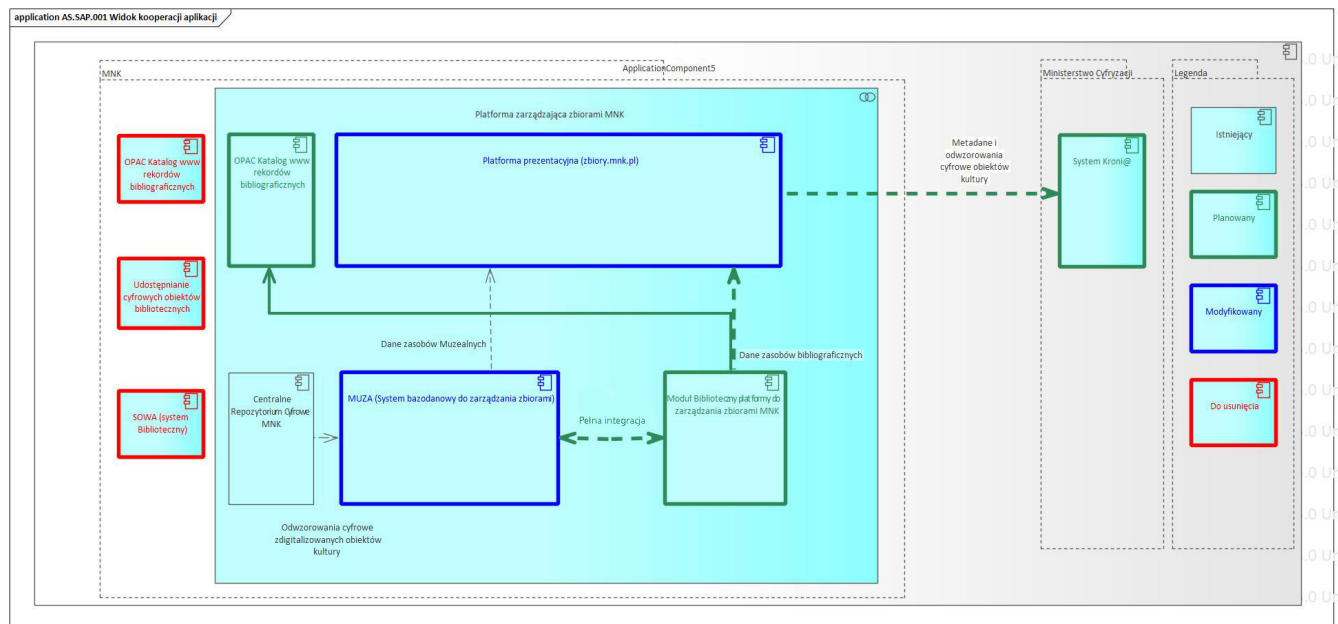 application AS.SAP.001 Widok kooperacji aplikacji
ApplicationComponent5
MNK
Ministerstwo Cyfryzacji
Legenda
Platforma zarządzająca zbiorami MNK
OPAC Katalog www
rekordów
bibliograficznych
OPAC Katalog www
rekordów
bibliograficznych
Platforma prezentacyjna (zbiory.mnk.pl)
Metadane i
odwzorowania
cyfrowe obiektów
kultury
System Kroni@
Istniejący
Planowany
Udostępnianie
cyfrowych obiektów
bibliotecznych
Modyfikowany
Dane zasobów Muzealnych
Dane zasobów bibliograficznych
SOWA (system
Biblioteczny)
Centralne
Repozytorium Cyfrowe
MNK
MUZA (System bazodanowy do zarządzania zbiorami)
Pełna integracja
Moduł Biblioteczny platformy do
zarządzania zbiorami MNK
Do usunięcia
Odwzorowania cyfrowe
zdigitalizowanych obiektów
kultury